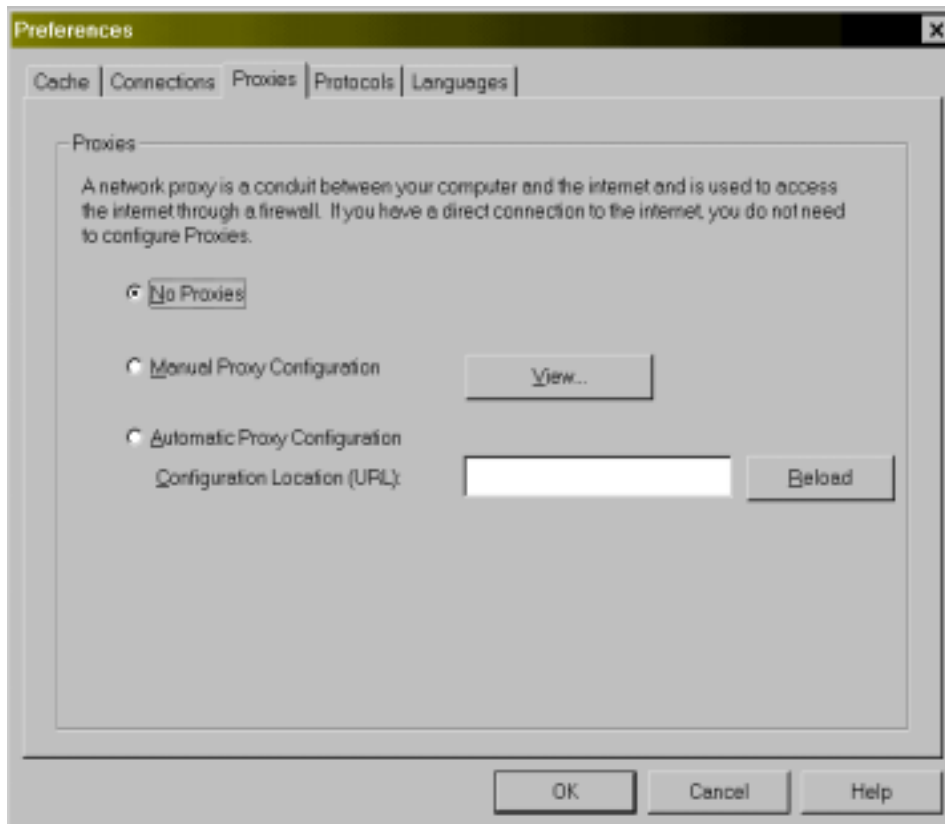 Preferences
Cache Connections Proxies Protocols Languages
Proxies
A network proxy is a conduit between your computer and the internet and is used to access
the internet through a firewall. If you have a direct connection to the internet, you do not need
to configure Proxies.
No Proxies
Manual Proxy Configuration View...
Automatic Proxy Configuration
Configuration Location (URL): Reload
OK Cancel Help